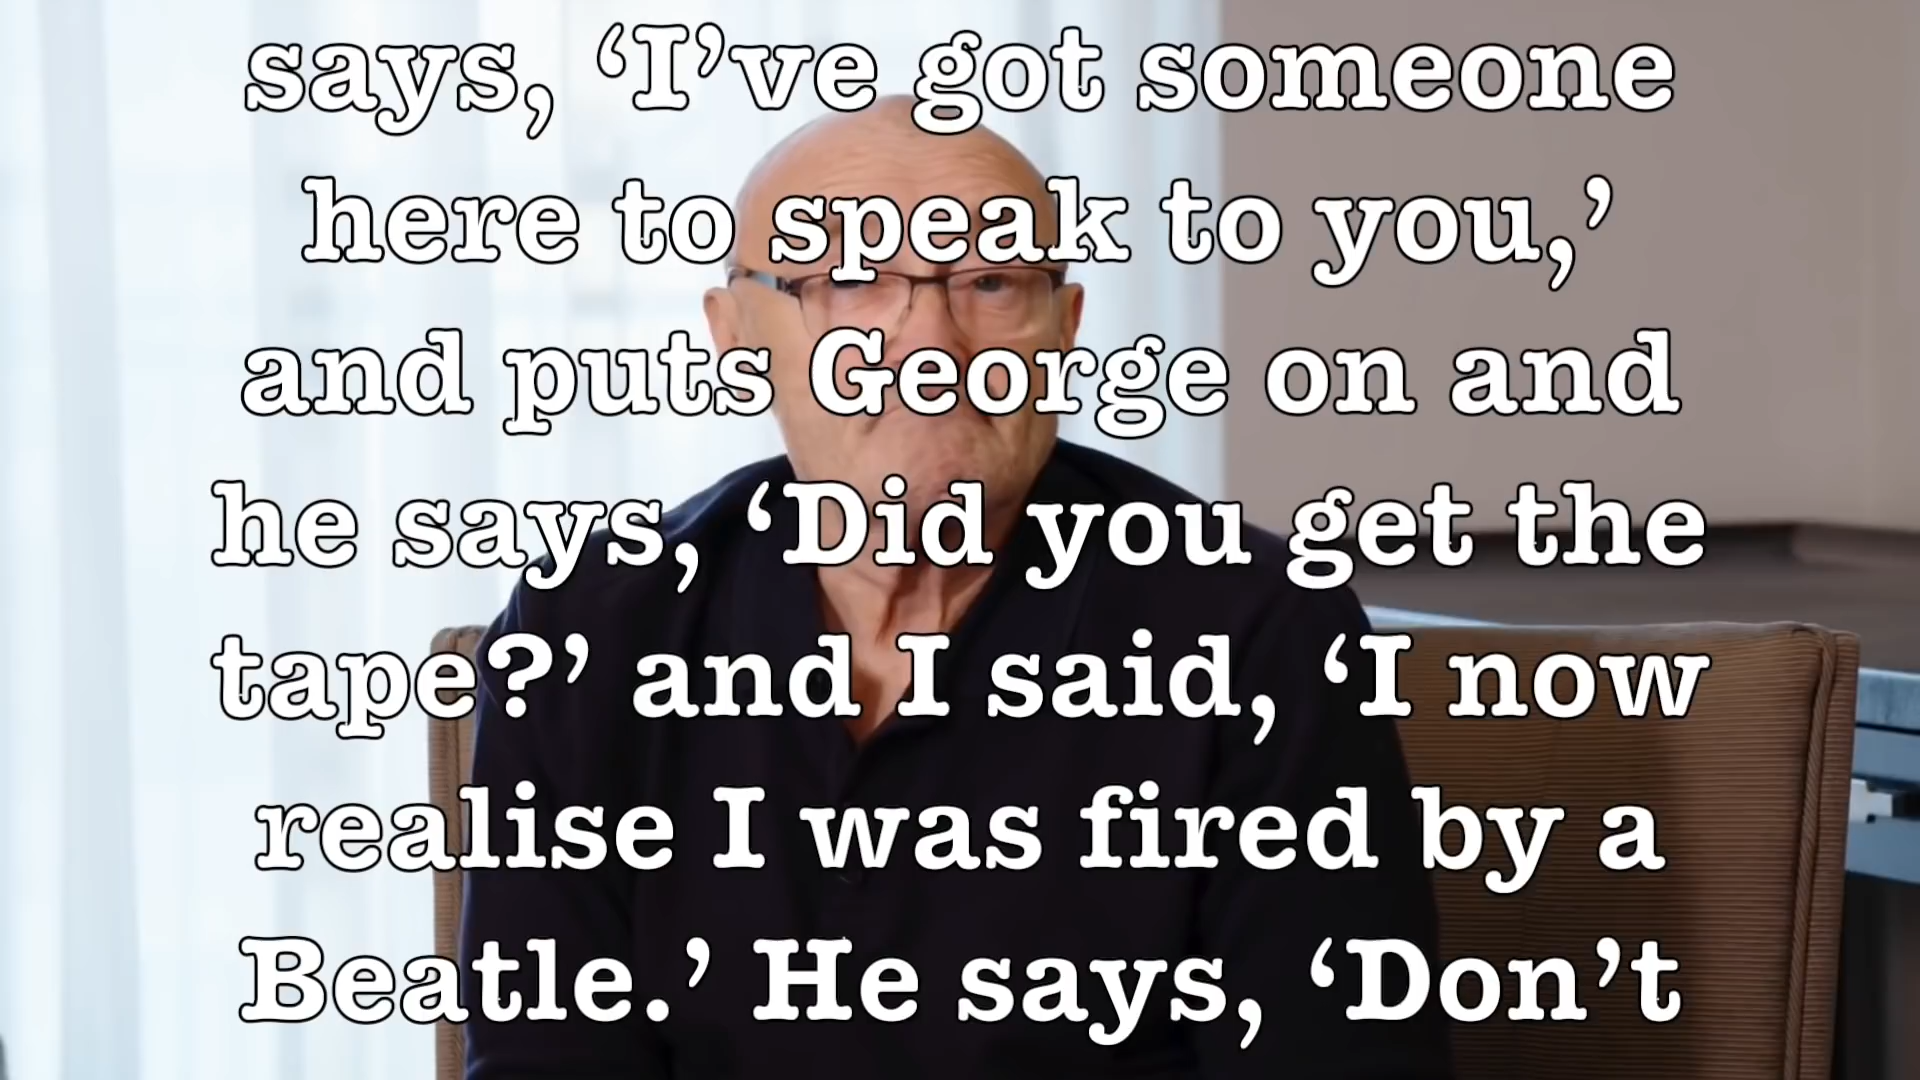 says, ‘I’ve got someone
here to speak to you,’
and puts George on and
he says, ‘Did you get the
tape?’ and I said, ‘I now
realise I was fired by a
Beatle.’ He says, ‘Don’t